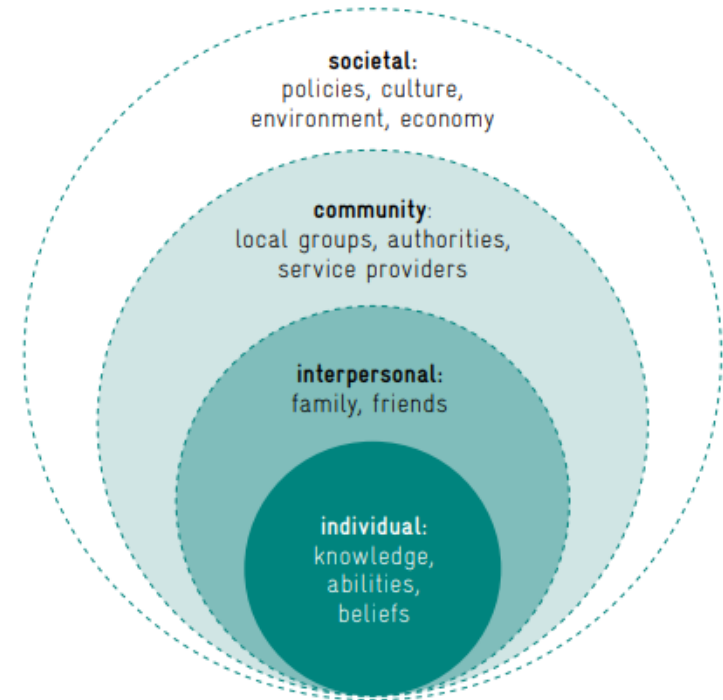 societal:
policies, culture,
environment, economy
community:
local groups, authorities,
service providers
interpersonal:
family, friends
individual:
knowledge,
abilities,
beliefs